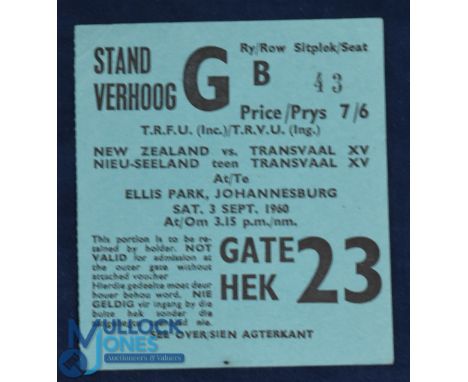 STAND
VERHOOG
G
Ry/Row Sitplek/Seat
B 43
Price/Prys 7/6
T.R.F.U. (Inc.)/T.R.V.U. (Ing.)
NEW ZEALAND vs. TRANSVAAL XV
NIEU-SEELAND teen TRANSVAAL XV
At/To
ELLIS PARK, JOHANNESBURG
SAT. 3 SEPT. 1960
At/Om 3.15 p.m./nm.
This portion is to be re-
tained by holder. NOT
VALID for admission at
the outer gate without
attached voucher
Hierdie gedeelte moet deur
houer behou word. NIE
GELDIG vir ingang by die
buite hek sonder die
nie.
GATE
HEK
23
SEE OVER/SIEN AGTERKANT
MULLOCK
JONES
Auctioneers & Valuers